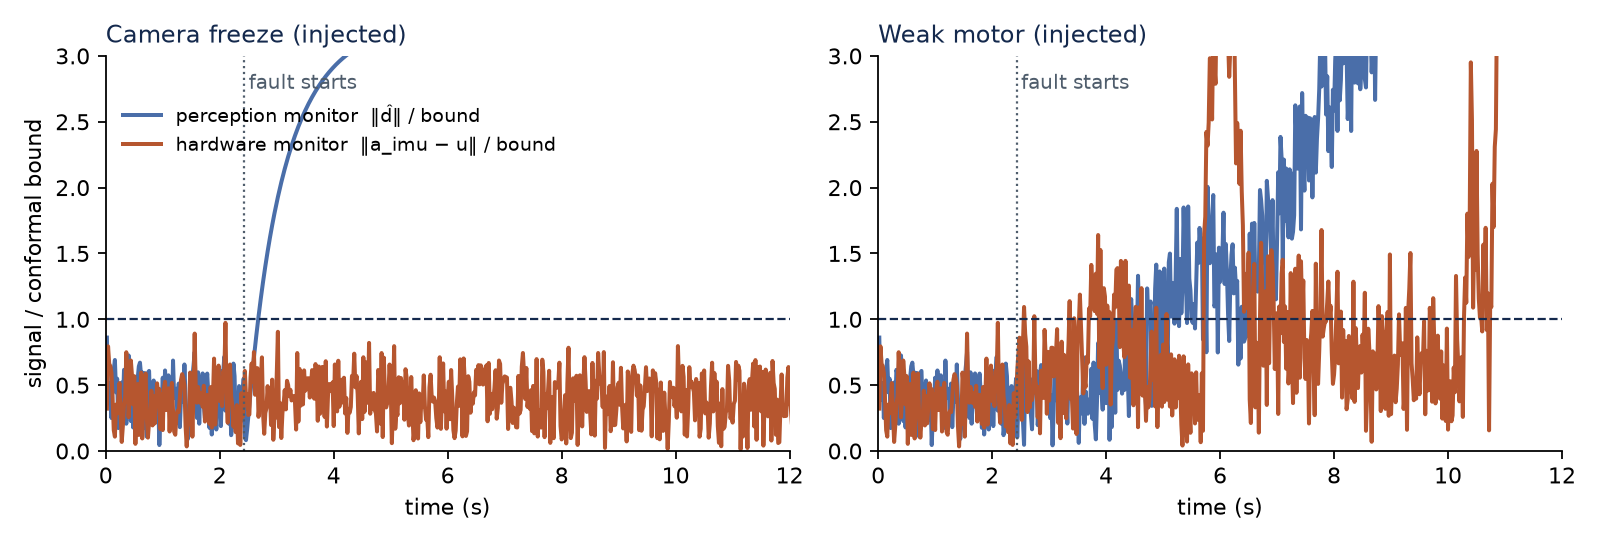 Camera freeze (injected)
3.0
2.5
2.0
1.5
1.0
0.5
0.0
signal / conformal bound
fault starts
perception monitor ‖d̂‖ / bound
hardware monitor ‖a_imu − u‖ / bound
0 2 4 6 8 10 12
time (s)
Weak motor (injected)
3.0
2.5
2.0
1.5
1.0
0.5
0.0
fault starts
0 2 4 6 8 10 12
time (s)